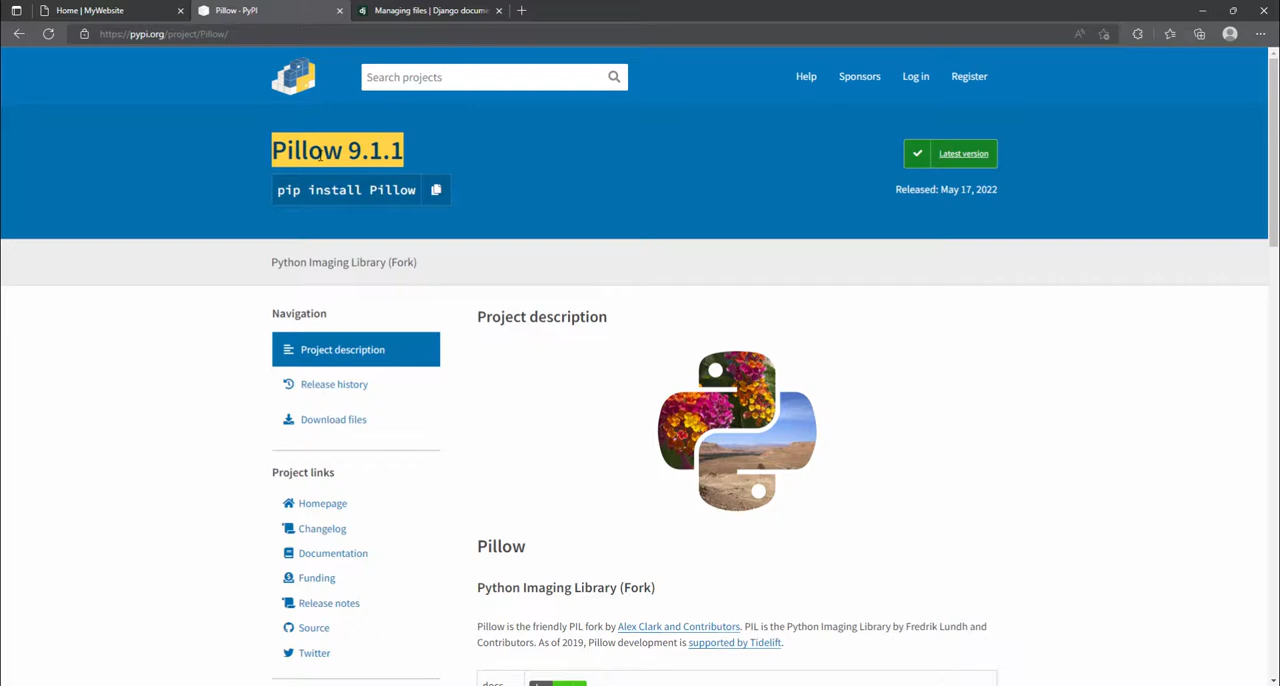 Home | MyWebsite
Pillow · PyPI
Managing files | Django docume
https://pypi.org/project/Pillow/
Search projects
Help
Sponsors
Log in
Register
Pillow 9.1.1
pip install Pillow
Latest version
Released: May 17, 2022
Python Imaging Library (Fork)
Navigation
Project description
Release history
Download files
Project links
Homepage
Changelog
Documentation
Funding
Release notes
Source
Twitter
Project description
Pillow
Python Imaging Library (Fork)
Pillow is the friendly PIL fork by Alex Clark and Contributors. PIL is the Python Imaging Library by Fredrik Lundh and
Contributors. As of 2019, Pillow development is supported by Tidelift.
docs